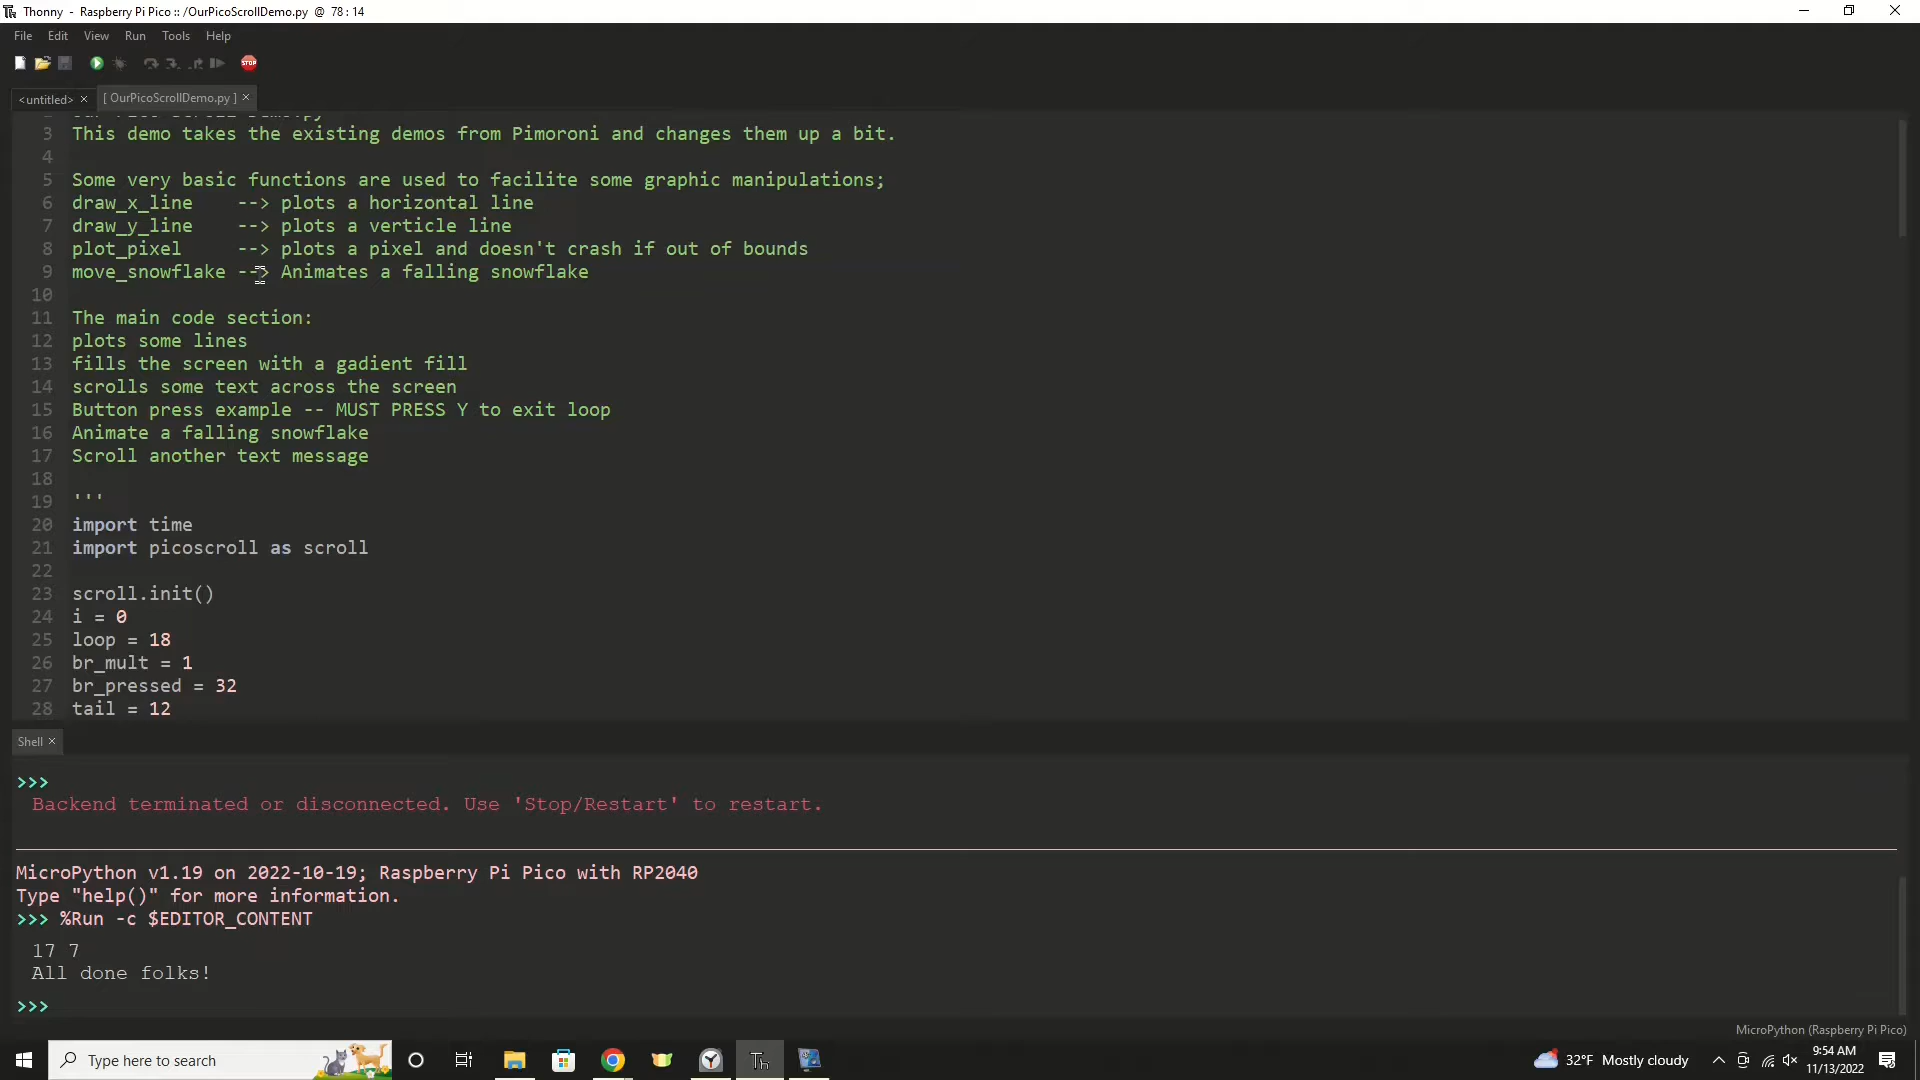 Thonny - Raspberry Pi Pico :: /OurPicoScrollDemo.py @ 78 : 14
File Edit View Run Tools Help
STOP
<untitled> × [ OurPicoScrollDemo.py ] ×
3 This demo takes the existing demos from Pimoroni and changes them up a bit.
4
5 Some very basic functions are used to facilite some graphic manipulations;
6 draw_x_line --> plots a horizontal line
7 draw_y_line --> plots a verticle line
8 plot_pixel --> plots a pixel and doesn't crash if out of bounds
9 move_snowflake --> Animates a falling snowflake
10
11 The main code section:
12 plots some lines
13 fills the screen with a gadient fill
14 scrolls some text across the screen
15 Button press example -- MUST PRESS Y to exit loop
16 Animate a falling snowflake
17 Scroll another text message
18
19 '''
20 import time
21 import picoscroll as scroll
22
23 scroll.init()
24 i = 0
25 loop = 18
26 br_mult = 1
27 br_pressed = 32
28 tail = 12
Shell ×
>>>
Backend terminated or disconnected. Use 'Stop/Restart' to restart.
MicroPython v1.19 on 2022-10-19; Raspberry Pi Pico with RP2040
Type "help()" for more information.
>>> %Run -c $EDITOR_CONTENT
17 7
All done folks!
>>>
MicroPython (Raspberry Pi Pico)
Type here to search
Th
32°F Mostly cloudy
9:54 AM
11/13/2022